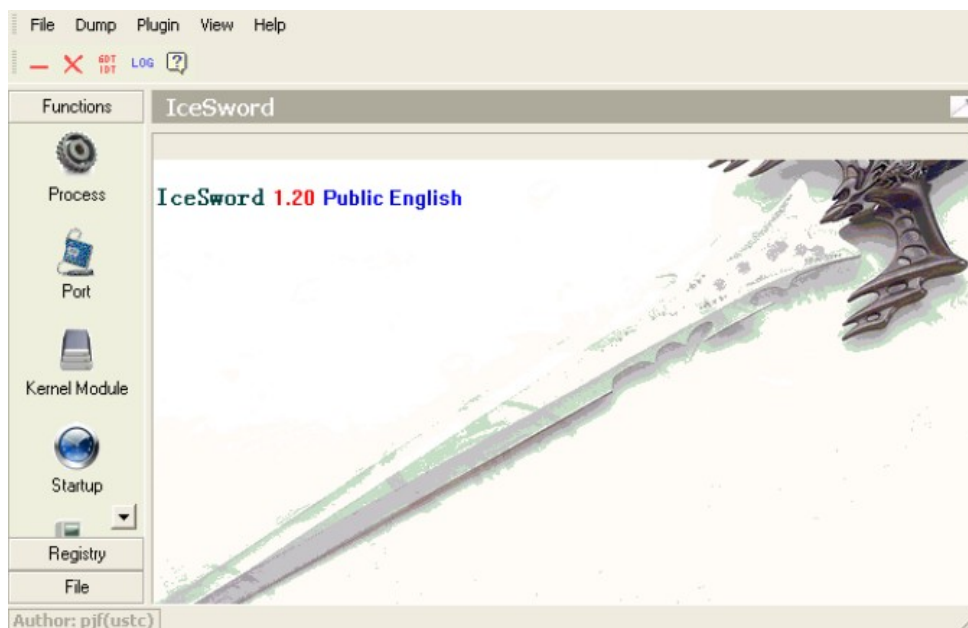 File Dump Plugin View Help
GDT
IDT LOG ?
Functions
IceSword
Process
IceSword 1.20 Public English
Port
Kernel Module
Startup
Registry
File
Author: pjf(ustc)